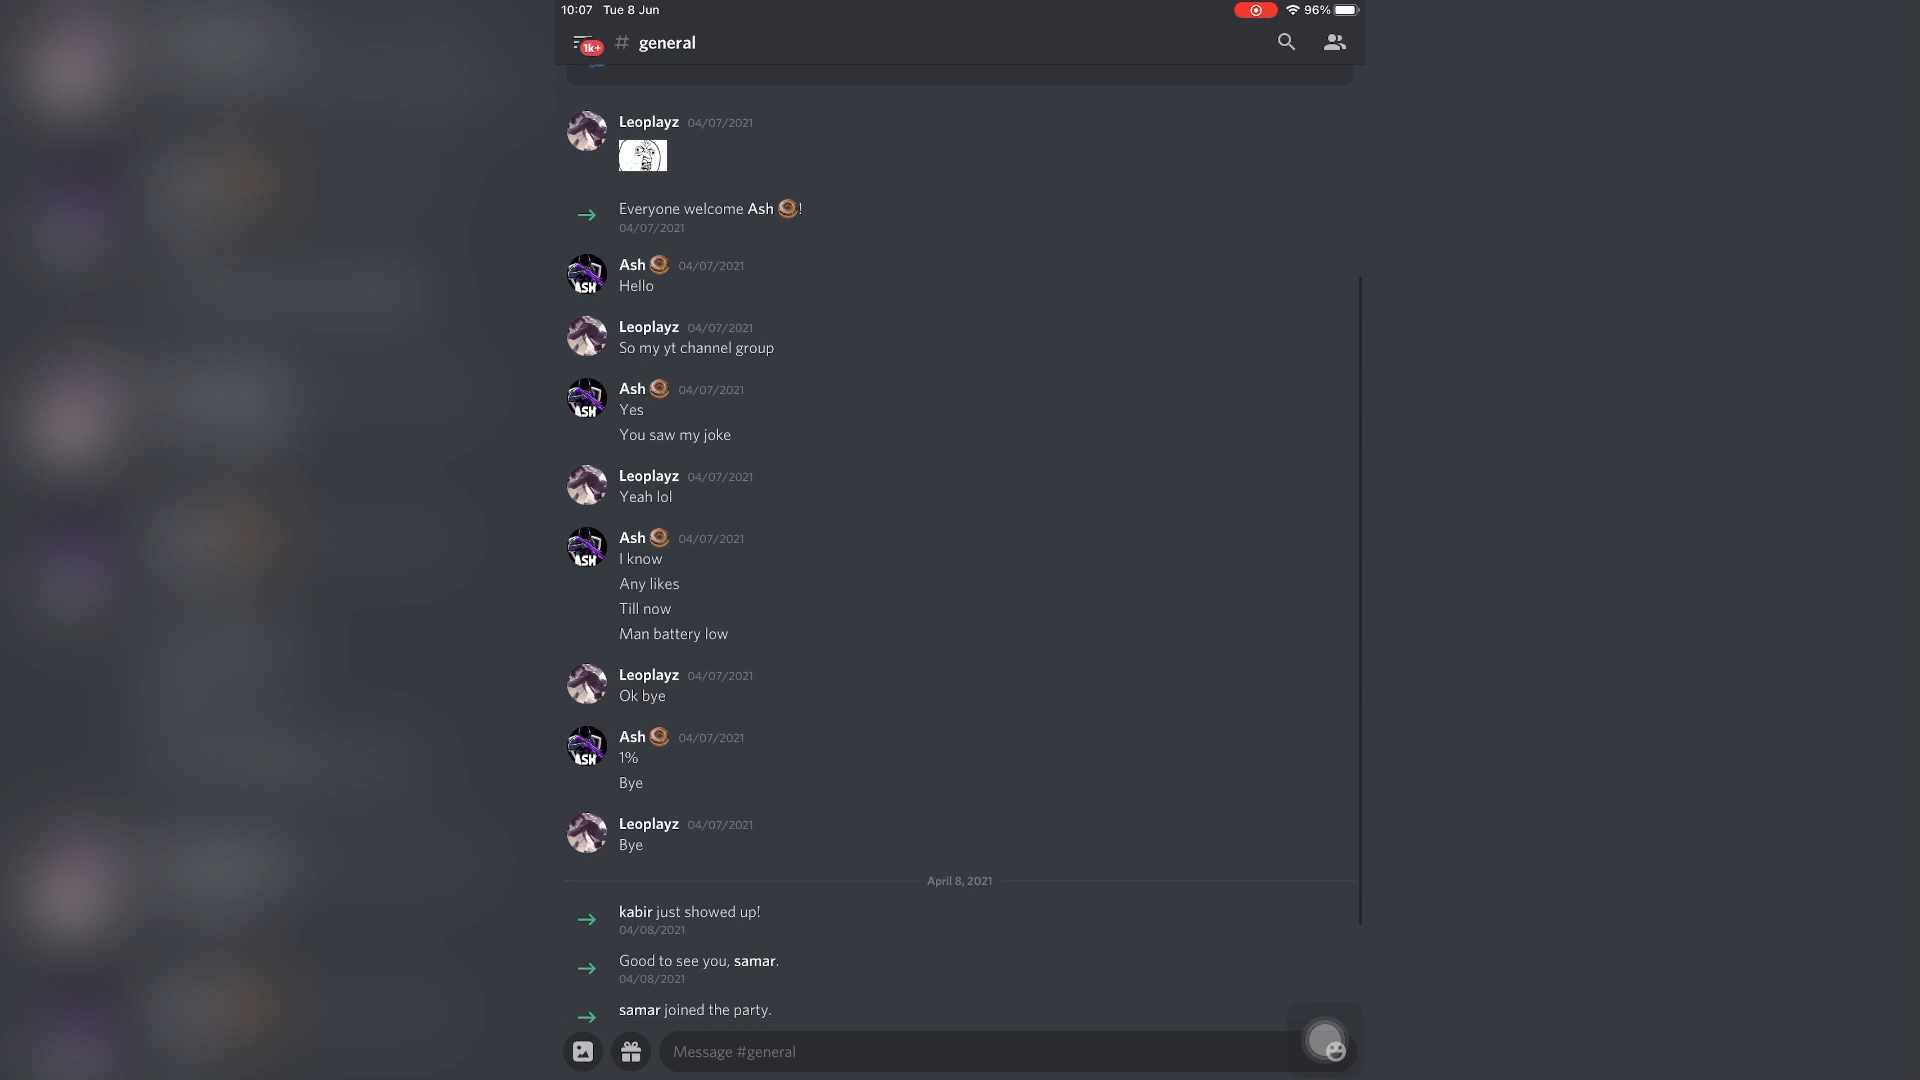 10:07 Tue 8 Jun
96%
1k+
# general
Leoplayz 04/07/2021
Everyone welcome Ash 🍩!
04/07/2021
Ash 🍩 04/07/2021
ASH
Hello
Leoplayz 04/07/2021
So my yt channel group
Ash 🍩 04/07/2021
ASH
Yes
You saw my joke
Leoplayz 04/07/2021
Yeah lol
Ash 🍩 04/07/2021
ASH
I know
Any likes
Till now
Man battery low
Leoplayz 04/07/2021
Ok bye
Ash 🍩 04/07/2021
ASH
1%
Bye
Leoplayz 04/07/2021
Bye
April 8, 2021
kabir just showed up!
04/08/2021
Good to see you, samar.
04/08/2021
samar joined the party.
Message #general